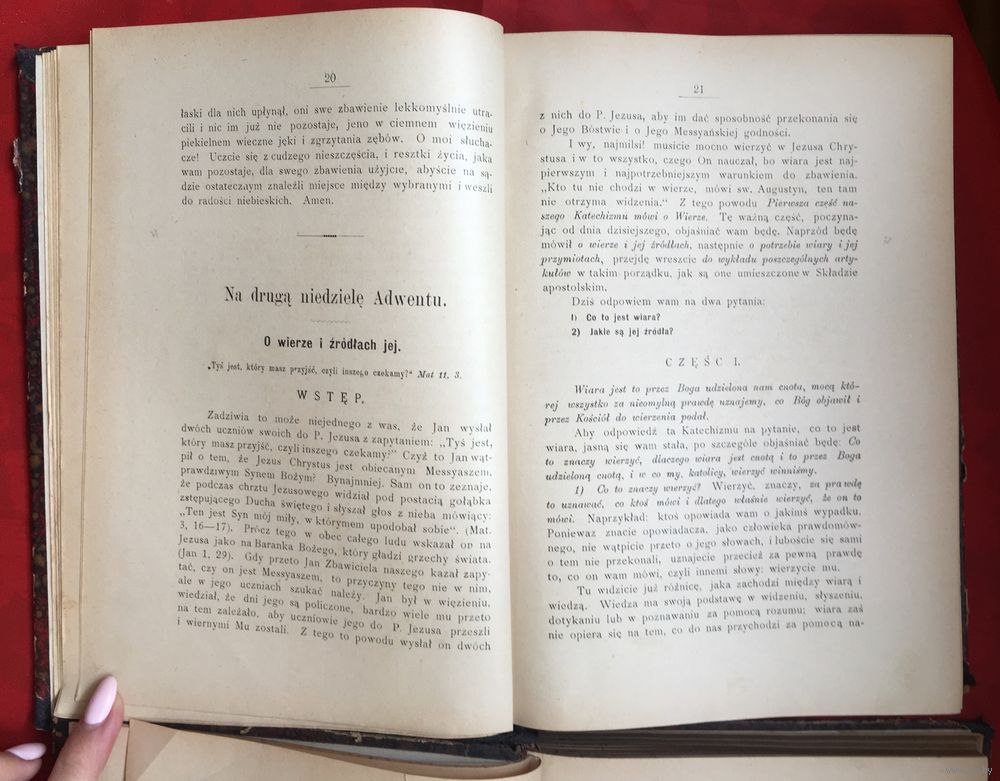 20
łaski dla nich upłynął, oni swe zbawienie lekkomyślnie utra-
cili i nic im już nie pozostaje, jeno w ciemnem więzieniu
piekielnem wieczne jęki i zgrzytania zębów. O moi słucha-
cze! Uczcie się z cudzego nieszczęścia, i resztki życia, jaka
wam pozostaje, dla swego zbawienia użyjcie, abyście na są-
dzie ostatecznym znaleźli miejsce między wybranymi i weszli
do radości niebieskich. Amen.
Na drugą niedzielę Adwentu.
O wierze i źródłach jej.
„Tyś jest, który masz przyjść, czyli inszego czekamy?“ Mat 11, 3.
WSTĘP.
Zadziwia to może niejednego z was, że Jan wysłał
dwóch uczniów swoich do P. Jezusa z zapytaniem: „Tyś jest,
który masz przyjść, czyli inszego czekamy?“ Czyż to Jan wąt-
pił o tem, że Jezus Chrystus jest obiecanym Messyaszem,
prawdziwym Synem Bożym? Bynajmniej. Sam on to zeznaje,
że podczas chrztu Jezusowego widział pod postacią gołąbka
zstępującego Ducha świętego i słyszał głos z nieba mówiący:
„Ten jest Syn mój miły, w którymem upodobał sobie“. (Mat.
3, 16—17). Prócz tego w obec całego ludu wskazał on na
Jezusa jako na Baranka Bożego, który gładzi grzechy świata.
(Jan 1, 29). Gdy przeto Jan Zbawiciela naszego kazał zapy-
tać, czy on jest Messyaszem, to przyczyny tego nie w nim,
ale w jego uczniach szukać należy. Jan był w więzieniu,
wiedział, że dni jego są policzone, bardzo wiele mu przeto
na tem zależało, aby uczniowie jego do P. Jezusa przeszli
i wiernymi Mu zostali. Z tego to powodu wysłał on dwóch
21
z nich do P. Jezusa, aby im dać sposobność przekonania się
o Jego Bóstwie i o Jego Messyańskiej godności.
I wy, najmilsi! musicie mocno wierzyć w Jezusa Chry-
stusa i w to wszystko, czego On nauczał, bo wiara jest naj-
pierwszym i najpotrzebniejszym warunkiem do zbawienia.
„Kto tu nie chodzi w wierze, mówi sw. Augustyn, ten tam
nie otrzyma widzenia.“ Z tego powodu Pierwsza część na-
szego Katechizmu mówi o Wierze. Tę ważną część, poczyna-
jąc od dnia dzisiejszego, objaśniać wam będę. Naprzód będę
mówił o wierze i jej źródłach, następnie o potrzebie wiary i jej
przymiotach, przejdę wreszcie do wykładu poszczególnych arty-
kułów w takim porządku, jak są one umieszczone w Składzie
apostolskim.
Dziś odpowiem wam na dwa pytania:
1) Co to jest wiara?
2) Jakie są jej źródła?
CZĘŚĆ I.
Wiara jest to przez Boga udzielona nam cnota, mocą któ-
rej wszystko za nieomylną prawdę uznajemy, co Bóg objawił i
przez Kościół do wierzenia podał.
Aby odpowiedź ta Katechizmu na pytanie, co to jest
wiara, jasną się wam stała, po szczególe objaśniać będę: Co
to znaczy wierzyć, dlaczego wiara jest cnotą i to przez Boga
udzieloną cnotą, i w co my, katolicy, wierzyć winniśmy.
1) Co to znaczy wierzyć? Wierzyć, znaczy, za prawdę
to uznawać, co ktoś mówi i dlatego właśnie wierzyć, że on to
mówi. Naprzykład: ktoś opowiada wam o jakimś wypadku.
Ponieważ znacie opowiadacza, jako człowieka prawdomów-
nego, nie wątpicie przeto o jego słowach, i luboście się sami
o tem nie przekonali, uznajecie przecież za pewną prawdę
to, co on wam mówi, czyli innemi słowy: wierzycie mu.
Tu widzicie już różnicę, jaka zachodzi między wiarą i
wiedzą. Wiedza ma swoją podstawę w widzeniu, słyszeniu,
dotykaniu lub w poznawaniu za pomocą rozumu; wiara zaś
nie opiera się na tem, co do nas przychodzi za pomocą na-